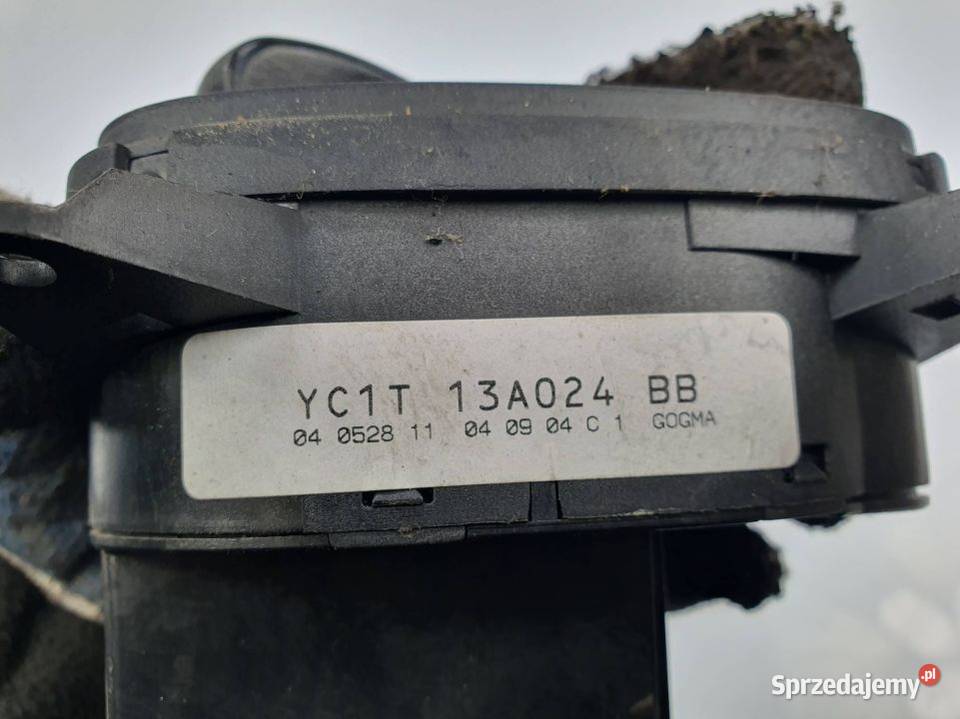 YC1T 13A024 BB
04 0528 11 04 09 04 C 1 GOGMA
Sprzedajemy.pl